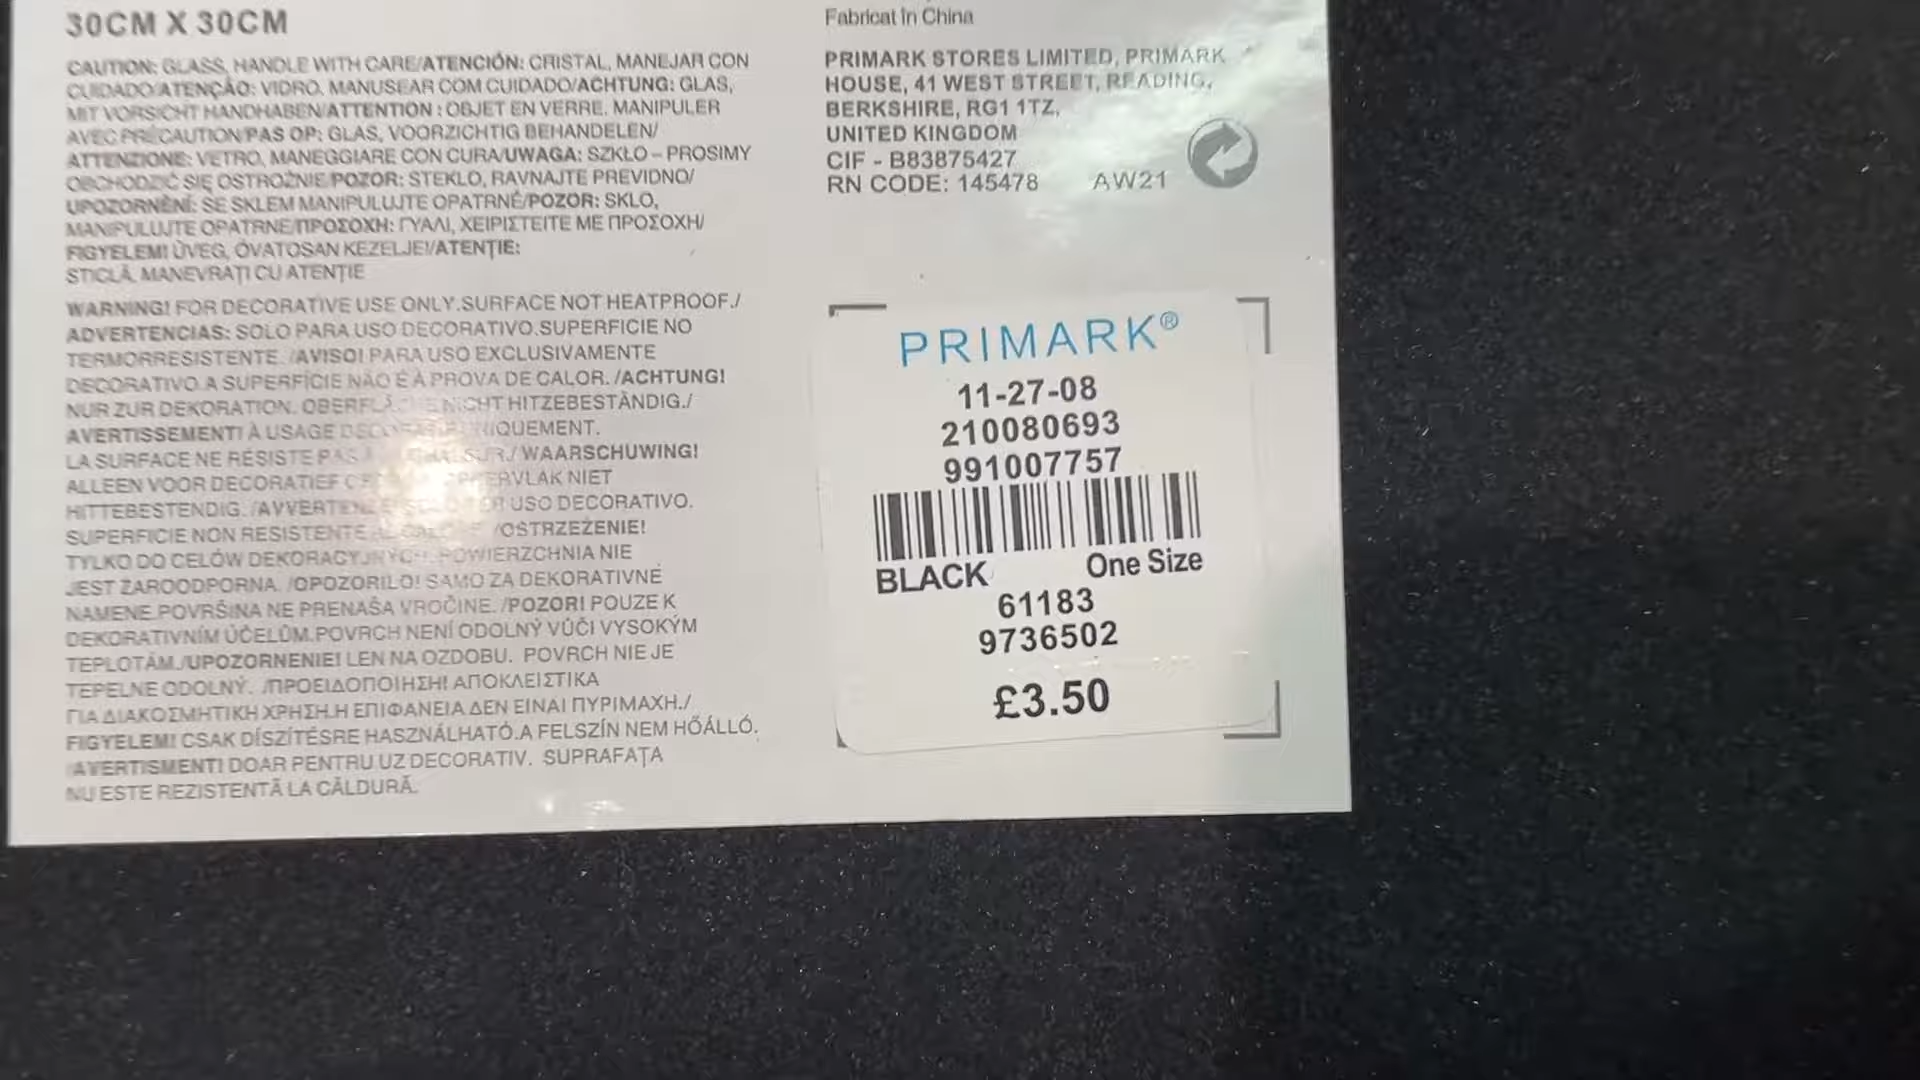 30CM X 30CM
CAUTION: GLASS, HANDLE WITH CARE/ATENCIÓN: CRISTAL, MANEJAR CON
CUIDADO/ATENÇÃO: VIDRO, MANUSEAR COM CUIDADO/ACHTUNG: GLAS,
MIT VORSICHT HANDHABEN/ATTENTION : OBJET EN VERRE. MANIPULER
AVEC PRÉCAUTION/PAS OP: GLAS, VOORZICHTIG BEHANDELEN/
ATTENZIONE: VETRO, MANEGGIARE CON CURA/UWAGA: SZKŁO – PROSIMY
OBCHODZIĆ SIĘ OSTROŻNIE/POZOR: STEKLO, RAVNAJTE PREVIDNO/
UPOZORNĚNÍ: SE SKLEM MANIPULUJTE OPATRNĚ/POZOR: SKLO,
MANIPULUJTE OPATRNE/ΠΡΟΣΟΧΗ: ΓΥΑΛΙ, ΧΕΙΡΙΣΤΕΙΤΕ ΜΕ ΠΡΟΣΟΧΗ/
FIGYELEM! ÜVEG, ÓVATOSAN KEZELJE!/ATENȚIE:
STICLĂ, MANEVRAȚI CU ATENȚIE
WARNING! FOR DECORATIVE USE ONLY.SURFACE NOT HEATPROOF./
ADVERTENCIAS: SOLO PARA USO DECORATIVO.SUPERFICIE NO
TERMORRESISTENTE. /AVISO! PARA USO EXCLUSIVAMENTE
DECORATIVO.A SUPERFÍCIE NÃO É À PROVA DE CALOR. /ACHTUNG!
NUR ZUR DEKORATION. NICHT HITZEBESTÄNDIG./
AVERTISSEMENT! À USAGE UNIQUEMENT.
LA SURFACE NE RÉSISTE PAS / WAARSCHUWING!
ALLEEN VOOR DECORATIEF NIET
HITTEBESTENDIG. USO DECORATIVO.
SUPERFICIE NON RESISTENTE /OSTRZEŻENIE!
TYLKO DO CELÓW DEKORACYJNYCH. POWIERZCHNIA NIE
JEST ŻAROODPORNA. /OPOZORILO! SAMO ZA DEKORATIVNE
NAMENE.POVRŠINA NE PRENAŠA VROČINE. /POZOR! POUZE K
DEKORATIVNÍM ÚČELŮM.POVRCH NENÍ ODOLNÝ VŮČI VYSOKÝM
TEPLOTÁM./UPOZORNENIE! LEN NA OZDOBU. POVRCH NIE JE
TEPELNE ODOLNÝ. /ΠΡΟΕΙΔΟΠΟΙΗΣΗ! ΑΠΟΚΛΕΙΣΤΙΚΑ
ΓΙΑ ΔΙΑΚΟΣΜΗΤΙΚΗ ΧΡΗΣΗ.Η ΕΠΙΦΑΝΕΙΑ ΔΕΝ ΕΙΝΑΙ ΠΥΡΙΜΑΧΗ./
FIGYELEM! CSAK DÍSZÍTÉSRE HASZNÁLHATÓ.A FELSZÍN NEM HŐÁLLÓ.
/AVERTISMENT! DOAR PENTRU UZ DECORATIV. SUPRAFAȚA
NU ESTE REZISTENTĂ LA CĂLDURĂ.
Fabricat în China
PRIMARK STORES LIMITED, PRIMARK
HOUSE, 41 WEST STREET, READING,
BERKSHIRE, RG1 1TZ,
UNITED KINGDOM
CIF - B83875427
RN CODE: 145478 AW21
PRIMARK®
11-27-08
210080693
991007757
BLACK One Size
61183
9736502
£3.50